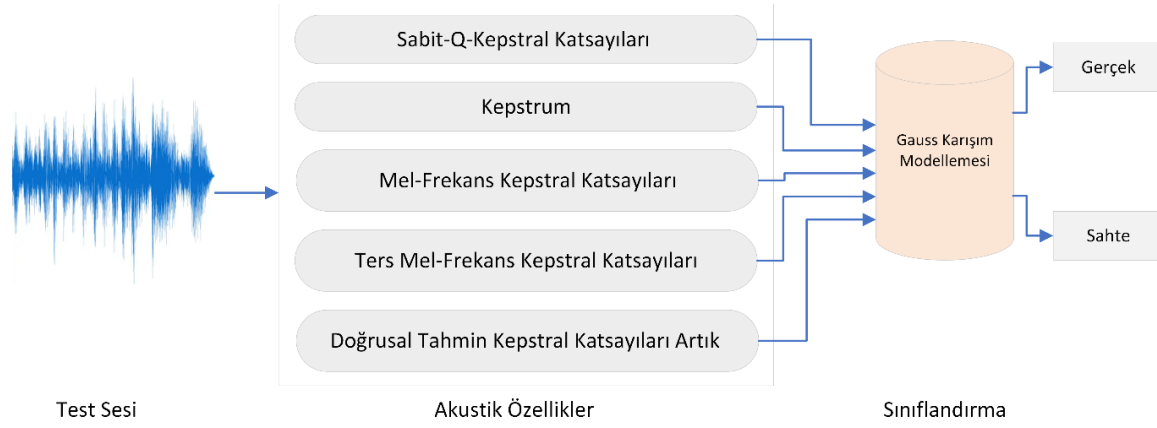 Sabit-Q-Kepstral Katsayıları
Kepstrum
Mel-Frekans Kepstral Katsayıları
Ters Mel-Frekans Kepstral Katsayıları
Doğrusal Tahmin Kepstral Katsayıları Artık
Gauss Karışım
Modellemesi
Gerçek
Sahte
Test Sesi
Akustik Özellikler
Sınıflandırma